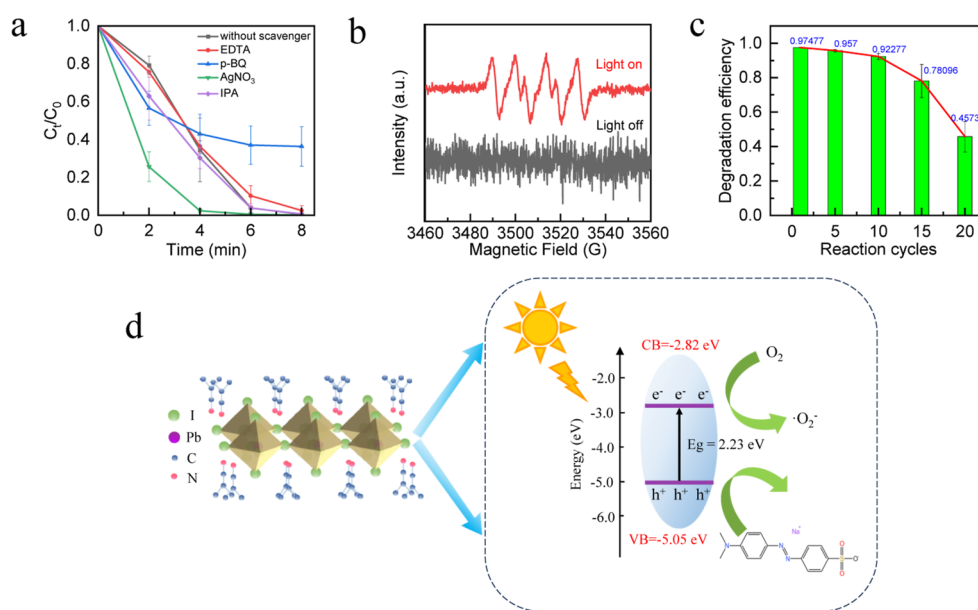 a
1.0
0.8
0.6
0.4
0.2
0.0
Ct/C0
0 2 4 6 8
Time (min)
without scavenger
EDTA
p-BQ
AgNO₃
IPA
b
Intensity (a.u.)
Light on
Light off
3460 3480 3500 3520 3540 3560
Magnetic Field (G)
c
Degradation efficiency
1.0
0.8
0.6
0.4
0.2
0.0
0.97477
0.957
0.92277
0.78096
0.4573
0 5 10 15 20
Reaction cycles
d
I
Pb
C
N
Energy (eV)
-2.0
-3.0
-4.0
-5.0
-6.0
CB=-2.82 eV
e⁻ e⁻ e⁻
Eg = 2.23 eV
h⁺ h⁺ h⁺
VB=-5.05 eV
O₂
·O₂⁻
Na⁺
N
N
N
O
S
O⁻
O